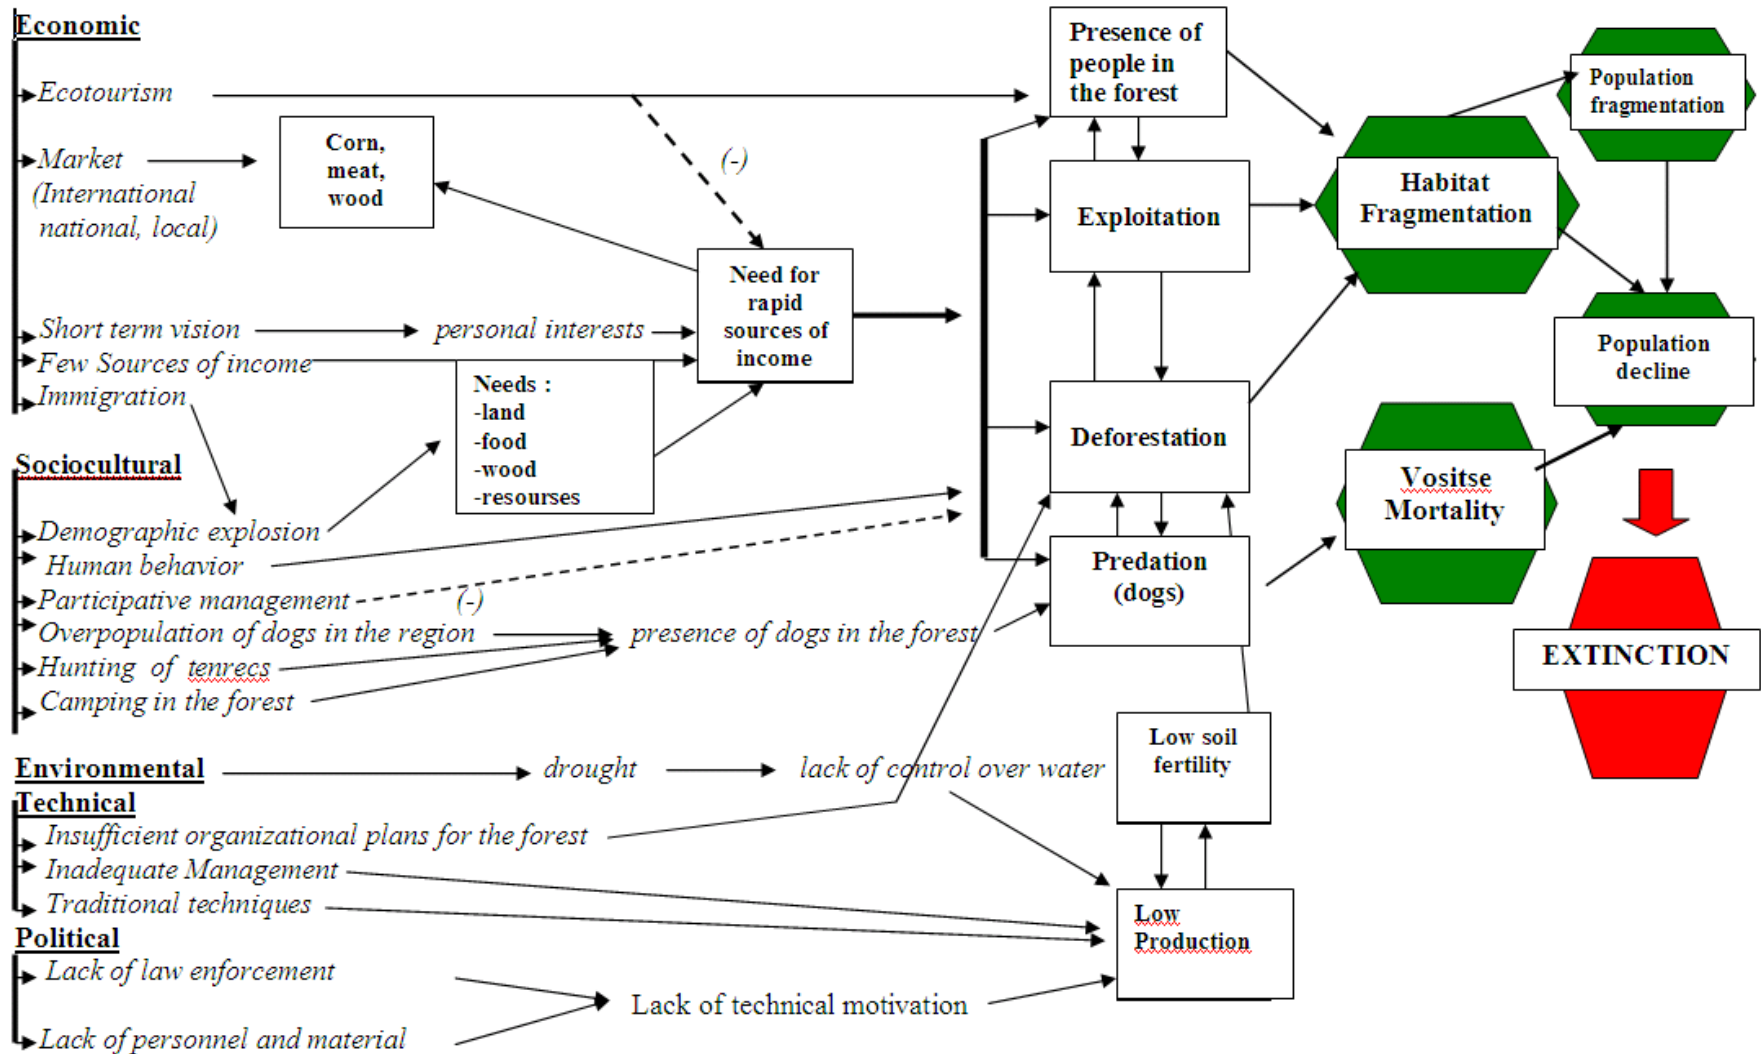 Economic
Ecotourism
Market
(International
national, local)
Corn,
meat,
wood
(-)
Short term vision
personal interests
Few Sources of income
Immigration
Need for
rapid
sources of
income
Needs :
-land
-food
-wood
-resourses
Sociocultural
Demographic explosion
Human behavior
Participative management
(-)
Overpopulation of dogs in the region
presence of dogs in the forest
Hunting of tenrecs
Camping in the forest
Environmental
drought
lack of control over water
Technical
Insufficient organizational plans for the forest
Inadequate Management
Traditional techniques
Political
Lack of law enforcement
Lack of technical motivation
Lack of personnel and material
Presence of
people in
the forest
Exploitation
Deforestation
Predation
(dogs)
Low soil
fertility
Low
Production
Habitat
Fragmentation
Population
fragmentation
Population
decline
Vositse
Mortality
EXTINCTION